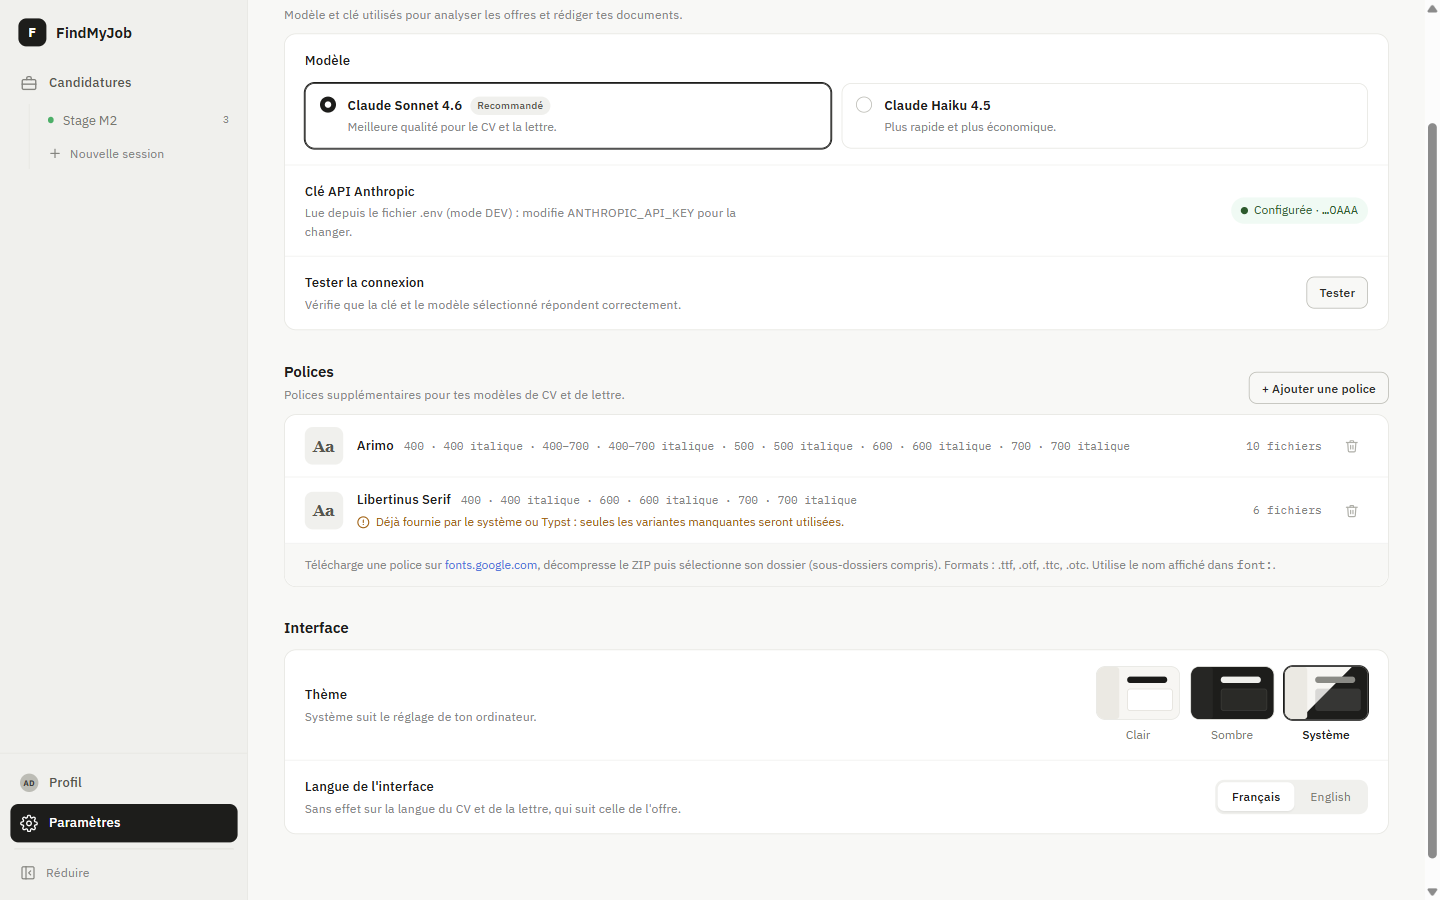 F FindMyJob
Candidatures
Stage M2 3
+ Nouvelle session
AD Profil
Paramètres
Réduire
Modèle et clé utilisés pour analyser les offres et rédiger tes documents.
Modèle
Claude Sonnet 4.6 Recommandé
Meilleure qualité pour le CV et la lettre.
Claude Haiku 4.5
Plus rapide et plus économique.
Clé API Anthropic
Lue depuis le fichier .env (mode DEV) : modifie ANTHROPIC_API_KEY pour la
changer.
Configurée · …OAAA
Tester la connexion
Vérifie que la clé et le modèle sélectionné répondent correctement.
Tester
Polices
Polices supplémentaires pour tes modèles de CV et de lettre.
+ Ajouter une police
Aa Arimo 400 · 400 italique · 400–700 · 400–700 italique · 500 · 500 italique · 600 · 600 italique · 700 · 700 italique 10 fichiers
Aa Libertinus Serif 400 · 400 italique · 600 · 600 italique · 700 · 700 italique
Déjà fournie par le système ou Typst : seules les variantes manquantes seront utilisées.
6 fichiers
Télécharge une police sur fonts.google.com, décompresse le ZIP puis sélectionne son dossier (sous-dossiers compris). Formats : .ttf, .otf, .ttc, .otc. Utilise le nom affiché dans font:.
Interface
Thème
Système suit le réglage de ton ordinateur.
Clair
Sombre
Système
Langue de l'interface
Sans effet sur la langue du CV et de la lettre, qui suit celle de l'offre.
Français English